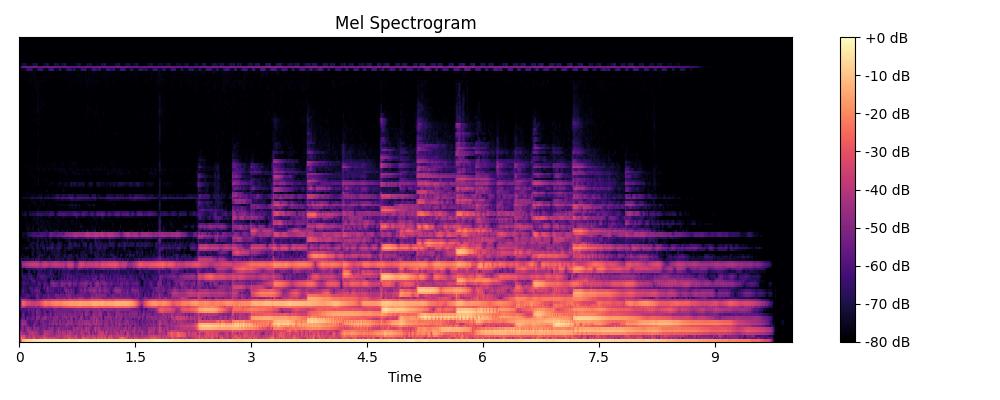 Mel Spectrogram
+0 dB
-10 dB
-20 dB
-30 dB
-40 dB
-50 dB
-60 dB
-70 dB
-80 dB
0 1.5 3 4.5 6 7.5 9
Time